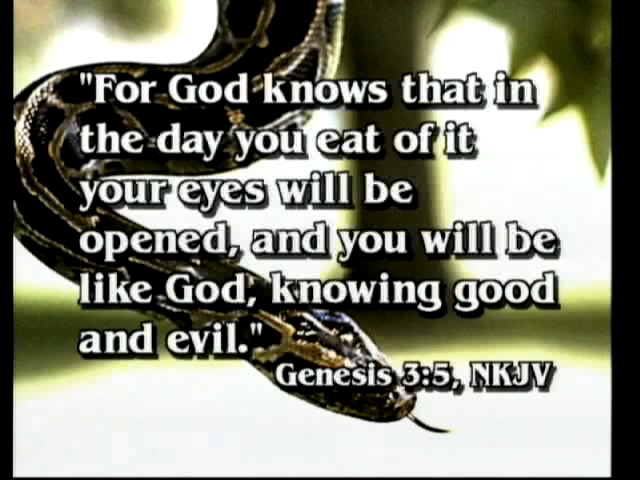 "For God knows that in
the day you eat of it
your eyes will be
opened, and you will be
like God, knowing good
and evil."
Genesis 3:5, NKJV